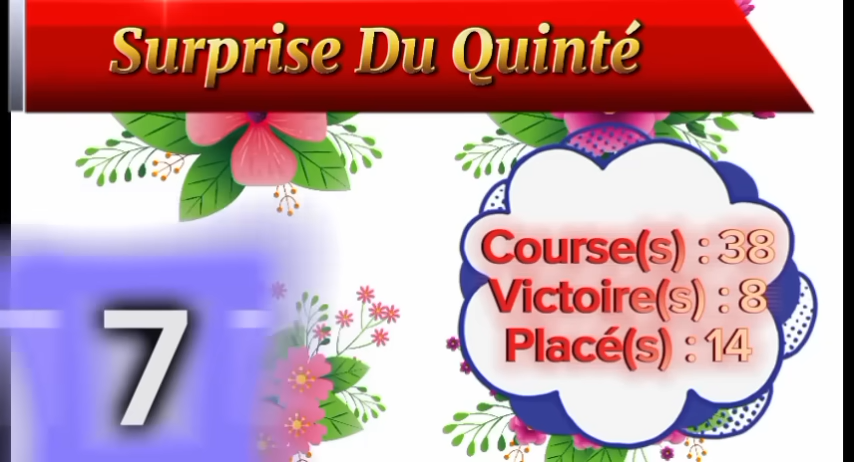 Surprise Du Quinté
Course(s) : 38
Victoire(s) : 8
Placé(s) : 14
7